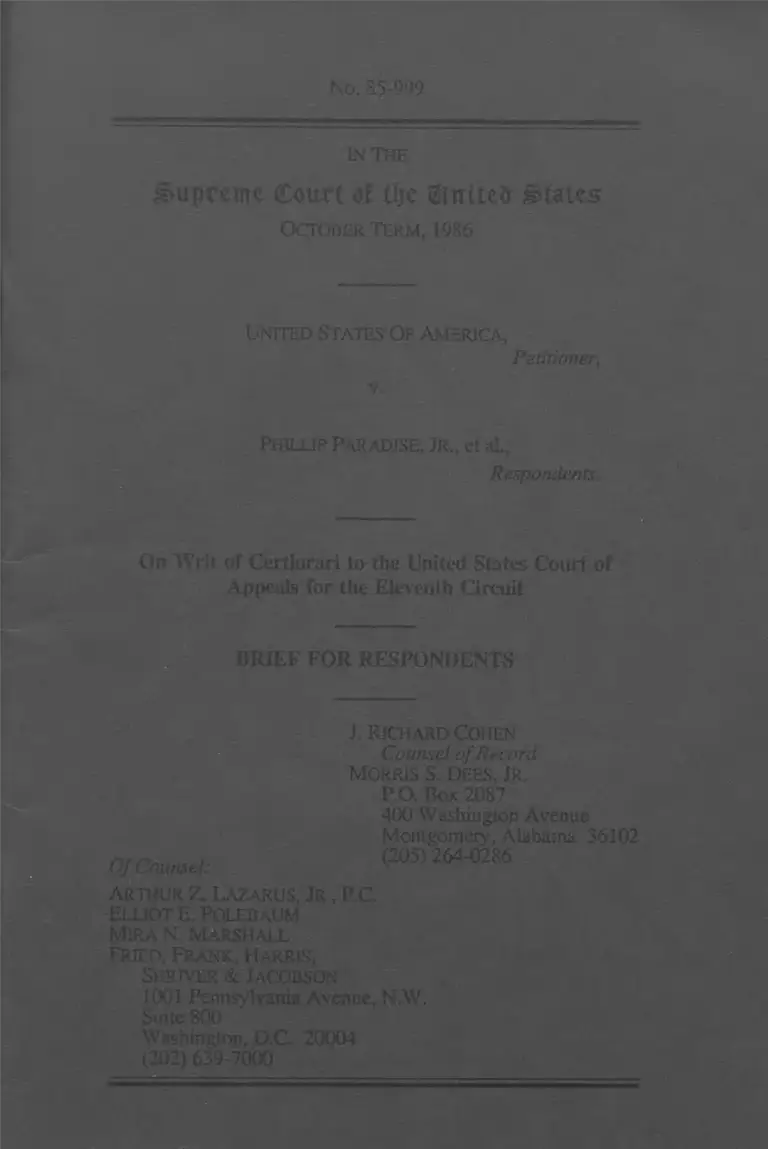 No. 85-999
IN THE
Supreme Court of the United States
OCTOBER TERM, 1986
UNITED STATES OF AMERICA,
Petitioner,
v.
PHILLIP PARADISE, JR., et al.,
Respondents.
On Writ of Certiorari to the United States Court of
Appeals for the Eleventh Circuit
BRIEF FOR RESPONDENTS
J. RICHARD COHEN
Counsel of Record
MORRIS S. DEES, JR.
P.O. Box 2087
400 Washington Avenue
Montgomery, Alabama 36102
(205) 264-0286
Of Counsel:
ARTHUR Z. LAZARUS, JR., P.C.
ELLIOT E. POLEBAUM
MIRA N. MARSHALL
FRIED, FRANK, HARRIS,
SHRIVER & JACOBSON
1001 Pennsylvania Avenue, N.W.
Suite 800
Washington, D.C. 20004
(202) 639-7000